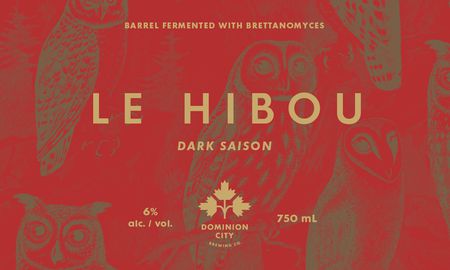 BARREL FERMENTED WITH BRETTANOMYCES
LE HIBOU
DARK SAISON
6%
alc. / vol.
DOMINION
CITY
BREWING CO.
750 mL